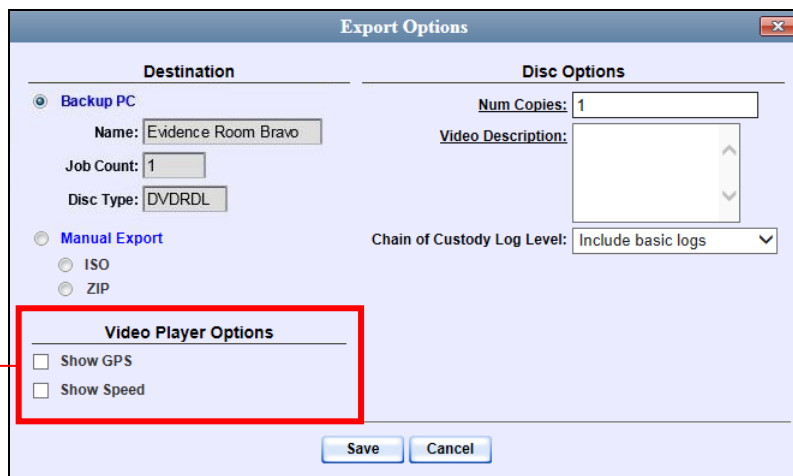 Export Options
Destination
Backup PC
Name: Evidence Room Bravo
Job Count: 1
Disc Type: DVDRDL
Manual Export
ISO
ZIP
Video Player Options
Show GPS
Show Speed
Disc Options
Num Copies: 1
Video Description:
Chain of Custody Log Level: Include basic logs
Save Cancel